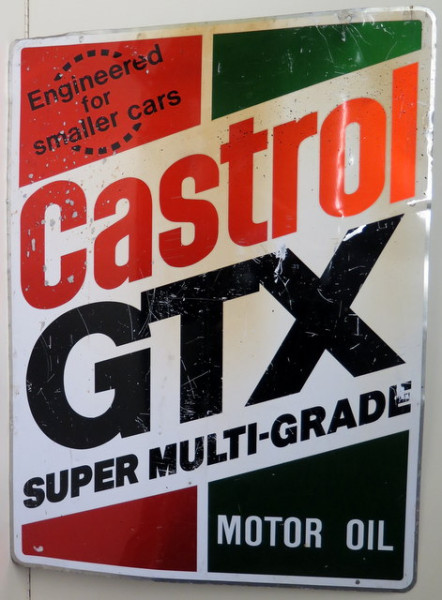 Engineered
for
smaller cars
Castrol
GTX
SUPER MULTI-GRADE
MOTOR OIL